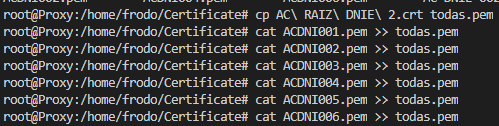 root@Proxy:/home/frodo/Certificate# cp AC\ RAIZ\ DNIE\ 2.crt todas.pem
root@Proxy:/home/frodo/Certificate# cat ACDNI001.pem >> todas.pem
root@Proxy:/home/frodo/Certificate# cat ACDNI002.pem >> todas.pem
root@Proxy:/home/frodo/Certificate# cat ACDNI003.pem >> todas.pem
root@Proxy:/home/frodo/Certificate# cat ACDNI004.pem >> todas.pem
root@Proxy:/home/frodo/Certificate# cat ACDNI005.pem >> todas.pem
root@Proxy:/home/frodo/Certificate# cat ACDNI006.pem >> todas.pem